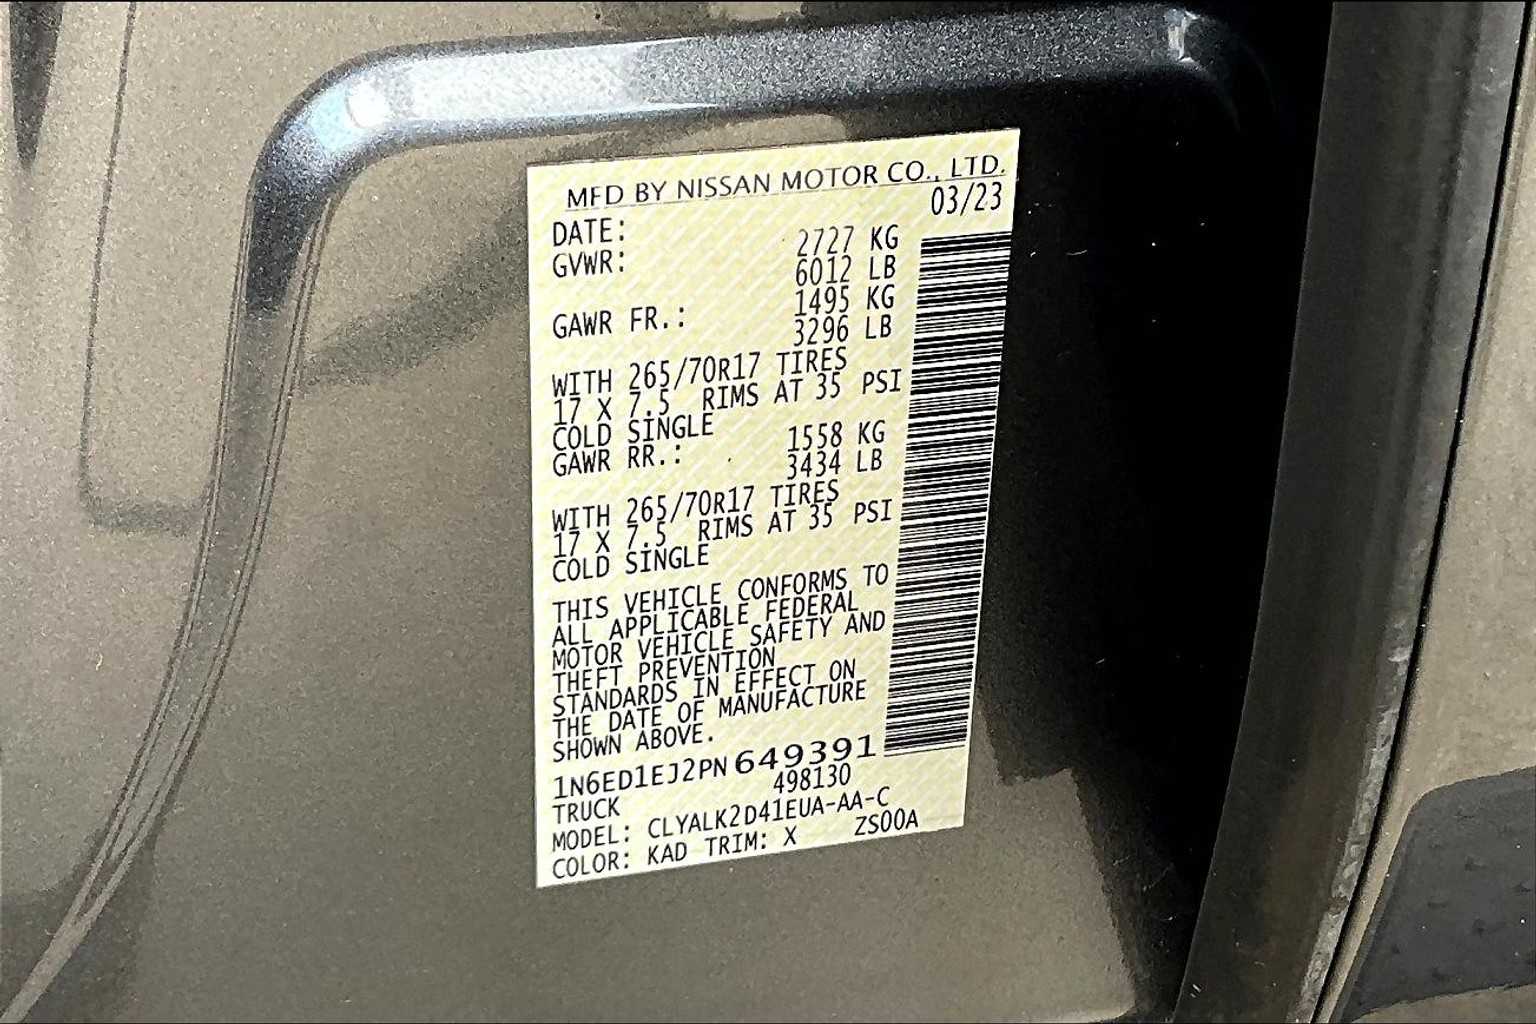 MFD BY NISSAN MOTOR CO., LTD.
DATE: 03/23
GVWR: 2727 KG
6012 LB
GAWR FR.: 1495 KG
3296 LB
WITH 265/70R17 TIRES
17 X 7.5 RIMS AT 35 PSI
COLD SINGLE
GAWR RR.: 1558 KG
3434 LB
WITH 265/70R17 TIRES
17 X 7.5 RIMS AT 35 PSI
COLD SINGLE
THIS VEHICLE CONFORMS TO
ALL APPLICABLE FEDERAL
MOTOR VEHICLE SAFETY AND
THEFT PREVENTION
STANDARDS IN EFFECT ON
THE DATE OF MANUFACTURE
SHOWN ABOVE.
1N6ED1EJ2PN649391
TRUCK 498130
MODEL: CLYALK2D41EUA-AA-C
COLOR: KAD TRIM: X ZS00A